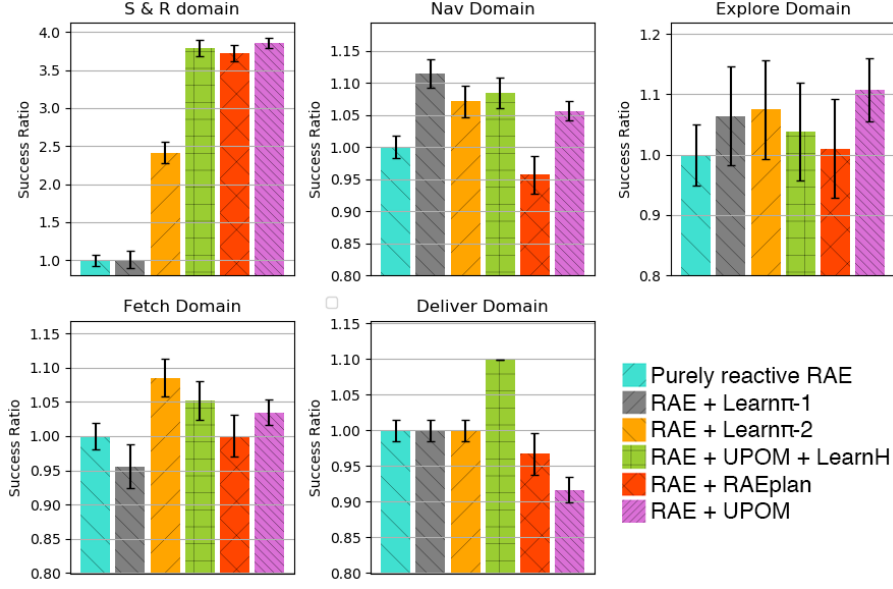 S & R domain
Success Ratio
4.0
3.5
3.0
2.5
2.0
1.5
1.0
Nav Domain
Success Ratio
1.15
1.10
1.05
1.00
0.95
0.90
0.85
0.80
Explore Domain
Success Ratio
1.2
1.1
1.0
0.9
0.8
Fetch Domain
Success Ratio
1.15
1.10
1.05
1.00
0.95
0.90
0.85
0.80
Deliver Domain
Success Ratio
1.15
1.10
1.05
1.00
0.95
0.90
0.85
0.80
Purely reactive RAE
RAE + Learnπ-1
RAE + Learnπ-2
RAE + UPOM + LearnH
RAE + RAEplan
RAE + UPOM